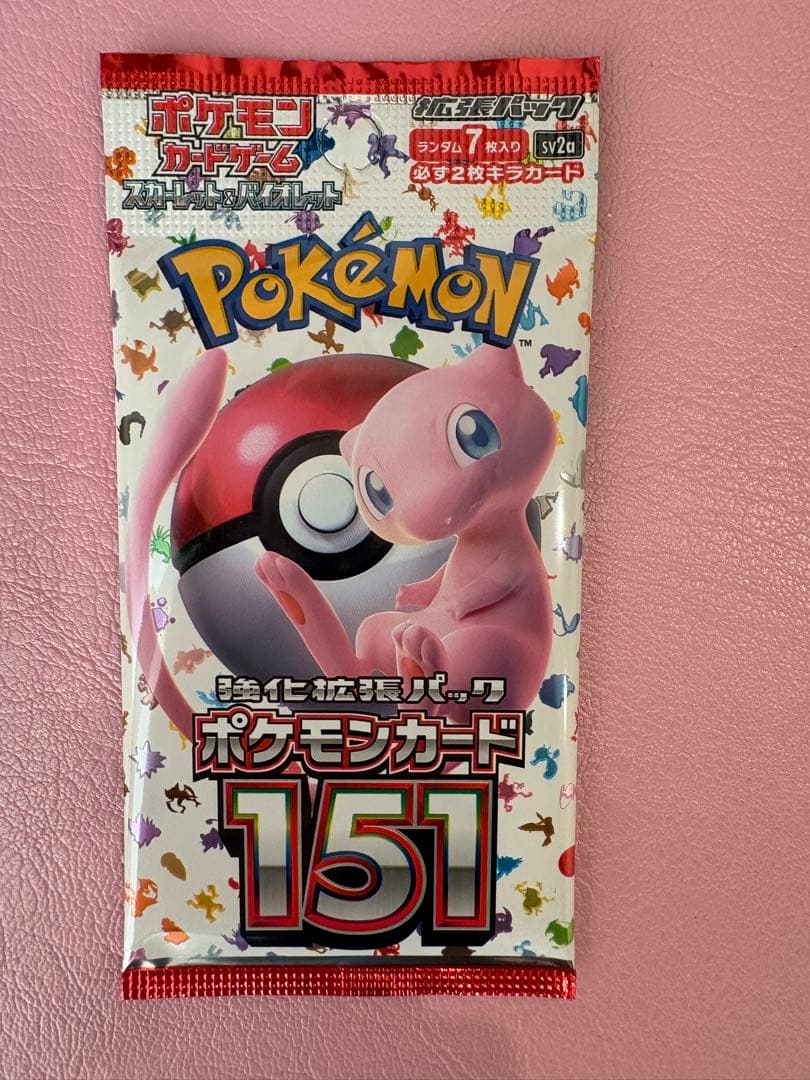 ポケモン
カードゲーム
スカーレット&バイオレット
拡張パック
ランダム7枚入り
sv2a
必ず2枚キラカード
POKéMON
TM
強化拡張パック
ポケモンカード
151